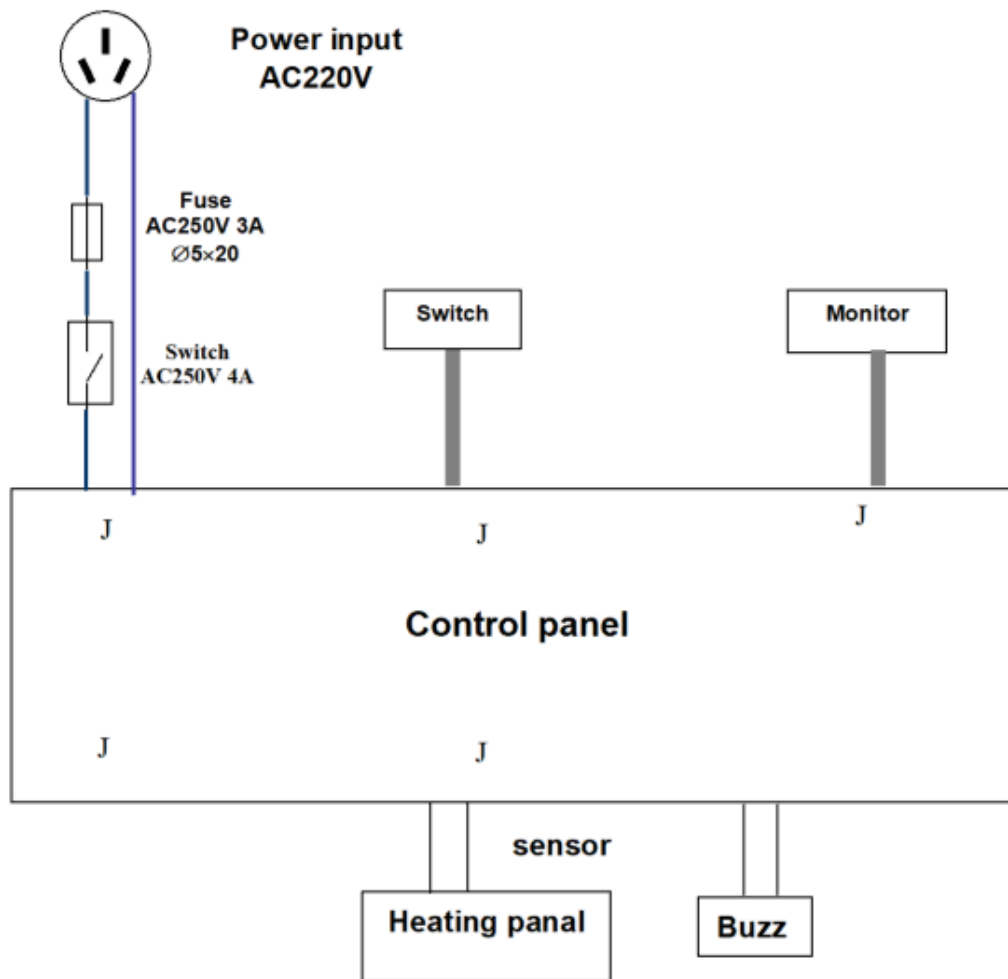 Power input
AC220V
Fuse
AC250V 3A
∅5×20
Switch
AC250V 4A
Switch
Monitor
J
J
J
Control panel
J
J
sensor
Heating panal
Buzz